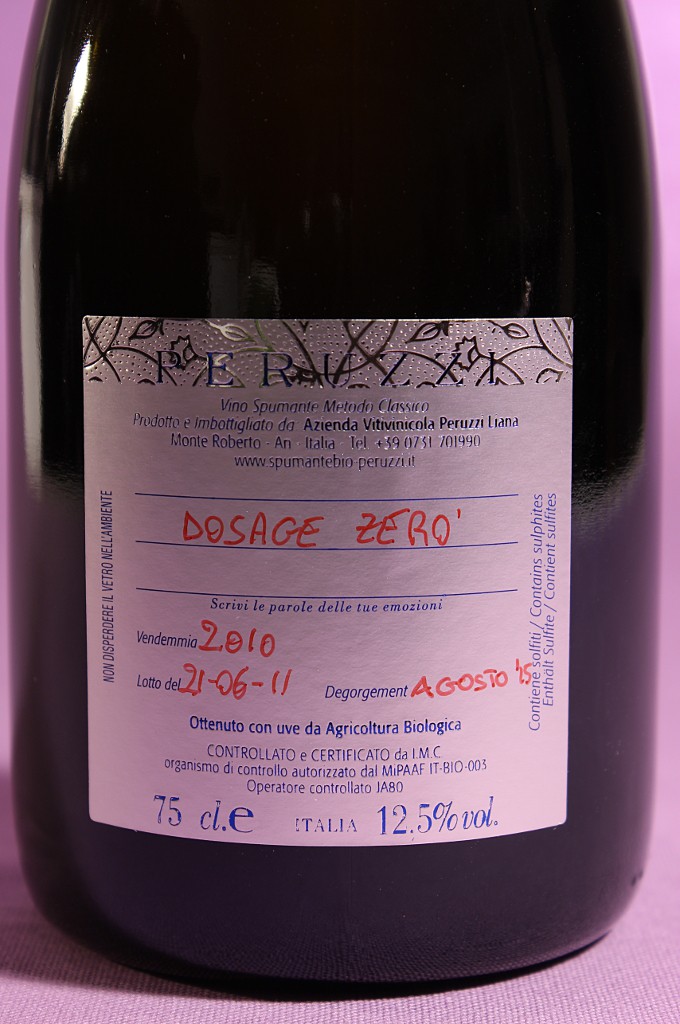 PERUZZI
Vino Spumante Metodo Classico
Prodotto e Imbottigliato da Azienda Vitivinicola Peruzzi Liana
Monte Roberto - An - Italia - Tel. +39 0731 701990
www.spumantebio-peruzzi.it
DOSAGE ZERO'
Scrivi le parole delle tue emozioni
Vendemmia 2010
Lotto del 21-06-11 Degorgement AGOSTO '15
Ottenuto con uve da Agricoltura Biologica
CONTROLLATO e CERTIFICATO da I.M.C
organismo di controllo autorizzato dal MiPAAF IT-BIO-003
Operatore controllato JA80
75 cl.e ITALIA 12.5% vol.
NON DISPERDERE IL VETRO NELL'AMBIENTE
Contiene solfiti / Contains sulphites
Enthält Sulfite / Contient sulfites